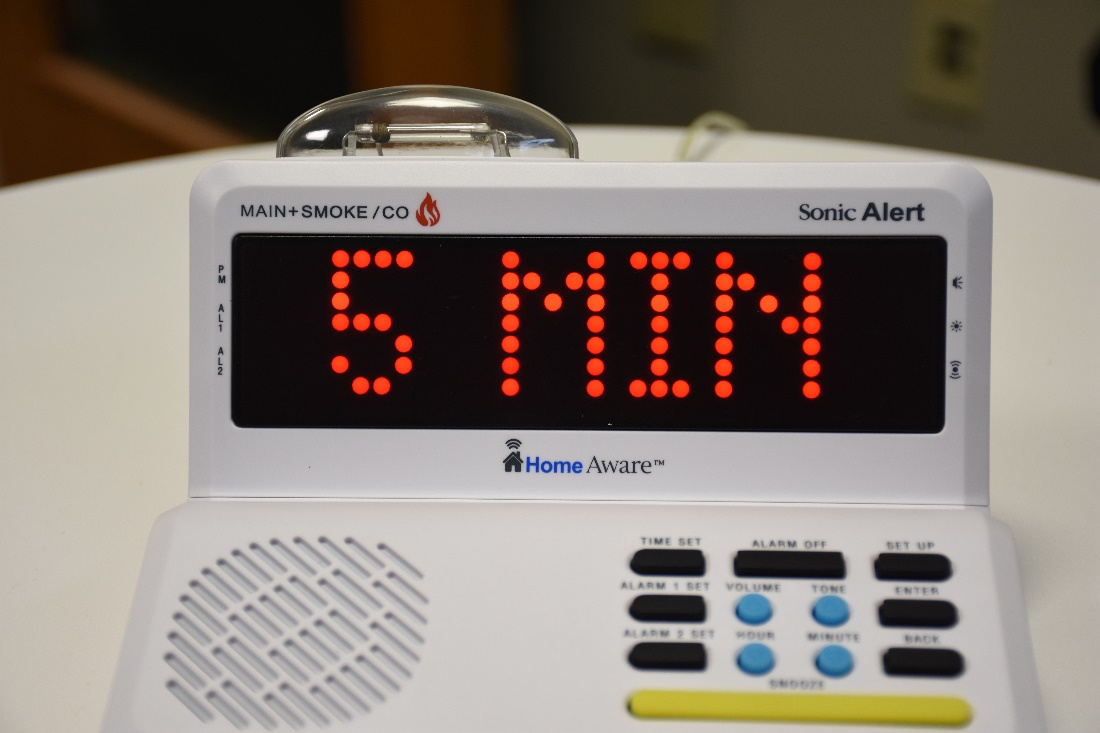 MAIN+SMOKE/CO
Sonic Alert
PM
AL1
AL2
5 MIN
Home Aware™
TIME SET
ALARM OFF
SET UP
ALARM 1 SET
VOLUME
TONE
ENTER
ALARM 2 SET
HOUR
MINUTE
BACK
SNOOZE